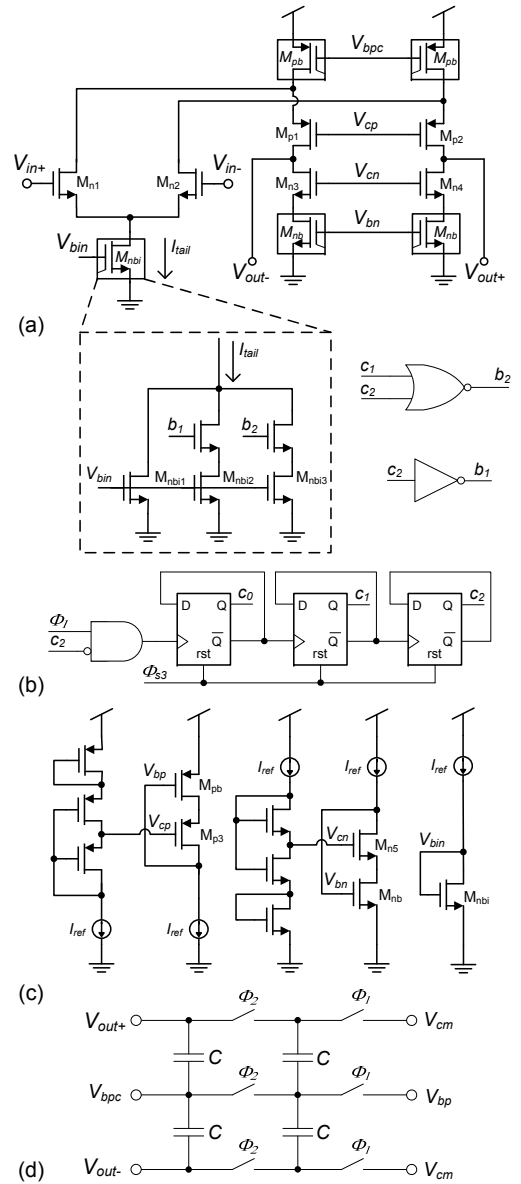 M_pb V_bpc M_pb
V_cp
M_p1 M_p2
V_in+ V_in-
M_n1 M_n2
V_cn
M_n3 M_n4
V_bin M_nbi I_tail
M_nb V_bn M_nb
V_out- V_out+
(a)
I_tail
b_1 b_2
V_bin M_nbi1 M_nbi2 M_nbi3
c_1
c_2 b_2
c_2 b_1
Φ_1
c_2
D Q c_0
Q̅
rst
D Q c_1
Q̅
rst
D Q c_2
Q̅
rst
Φ_s3
(b)
V_bp M_pb
V_cp M_p3
I_ref I_ref
I_ref I_ref I_ref
V_cn M_n5
V_bn M_nb
V_bin M_nbi
(c)
V_out+ Φ_2 Φ_1 V_cm
C C
V_bpc Φ_2 Φ_1 V_bp
C C
V_out- Φ_2 Φ_1 V_cm
(d)